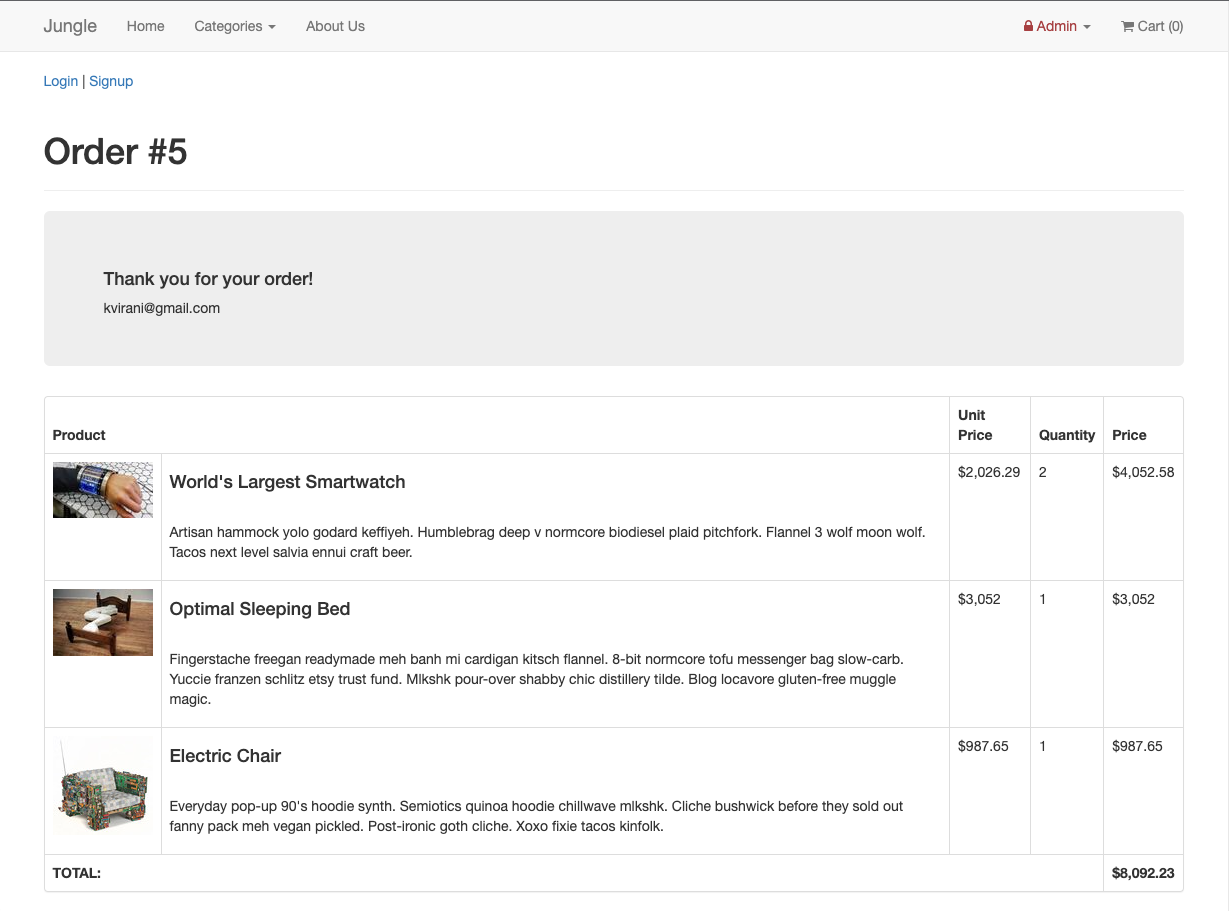 Jungle Home Categories About Us Admin Cart (0)
Login | Signup
Order #5
Thank you for your order!
kvirani@gmail.com
Product Unit Price Quantity Price
World's Largest Smartwatch $2,026.29 2 $4,052.58
Artisan hammock yolo godard keffiyeh. Humblebrag deep v normcore biodiesel plaid pitchfork. Flannel 3 wolf moon wolf.
Tacos next level salvia ennui craft beer.
Optimal Sleeping Bed $3,052 1 $3,052
Fingerstache freegan readymade meh banh mi cardigan kitsch flannel. 8-bit normcore tofu messenger bag slow-carb.
Yuccie franzen schlitz etsy trust fund. Mlkshk pour-over shabby chic distillery tilde. Blog locavore gluten-free muggle
magic.
Electric Chair $987.65 1 $987.65
Everyday pop-up 90's hoodie synth. Semiotics quinoa hoodie chillwave mlkshk. Cliche bushwick before they sold out
fanny pack meh vegan pickled. Post-ironic goth cliche. Xoxo fixie tacos kinfolk.
TOTAL: $8,092.23